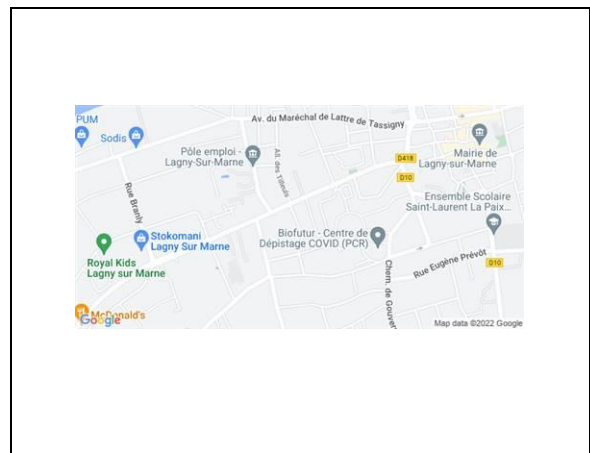 PUM
Sodis
Av. du Maréchal de Lattre de Tassigny
Pôle emploi -
Lagny-Sur-Marne
All. des Tilleuls
D418
Mairie de
Lagny-sur-Marne
D10
Rue Branly
Ensemble Scolaire
Saint-Laurent La Paix...
Stokomani
Lagny Sur Marne
Biofutur - Centre de
Dépistage COVID (PCR)
Royal Kids
Lagny sur Marne
Chem. de Gouver
Rue Eugène Prévôt
D10
McDonald's
Google
Map data ©2022 Google